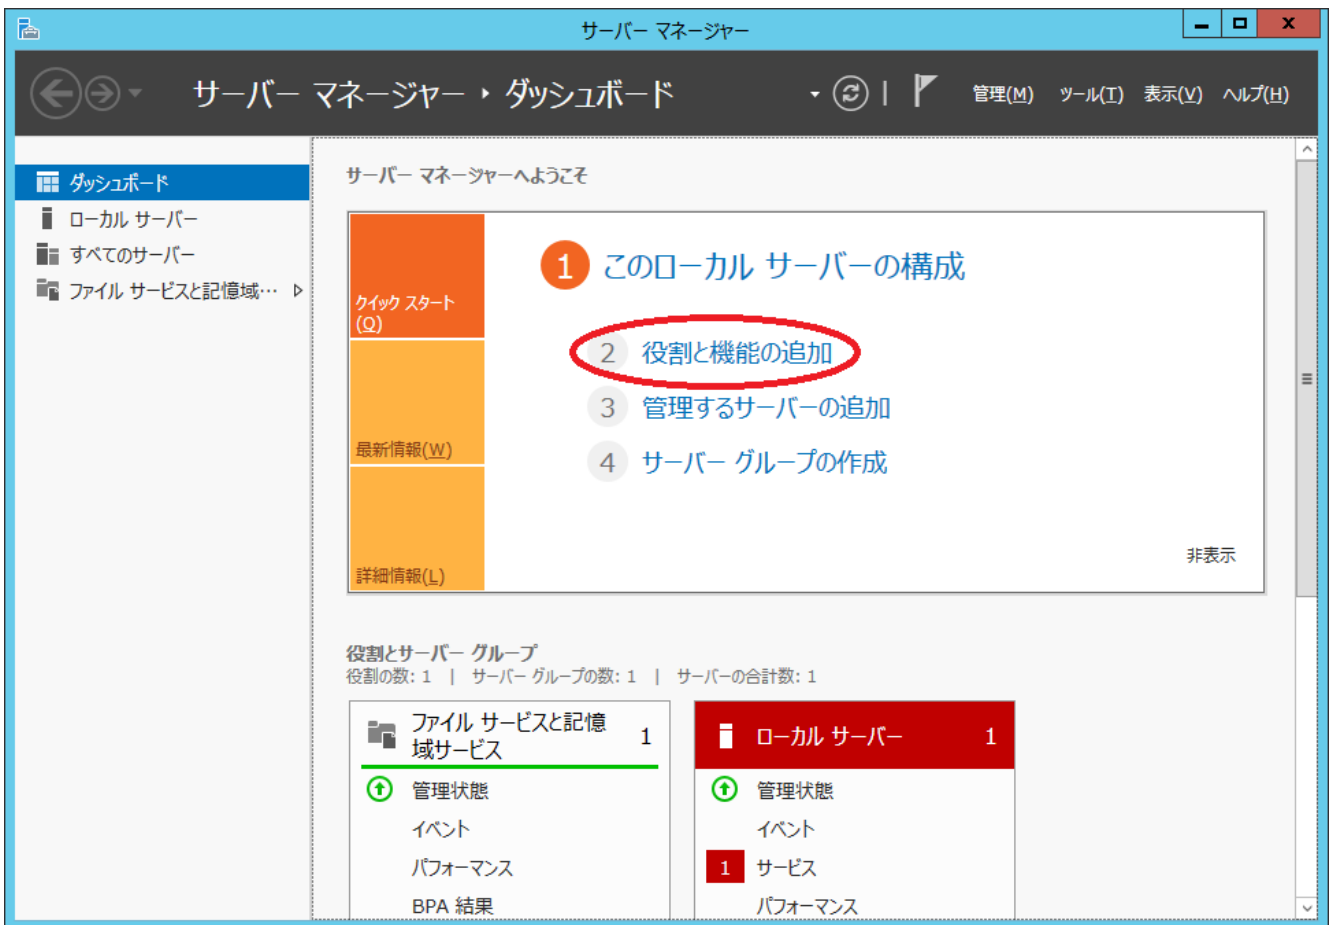 サーバー マネージャー
サーバー マネージャー ‣ ダッシュボード
管理(M) ツール(T) 表示(V) ヘルプ(H)
ダッシュボード
ローカル サーバー
すべてのサーバー
ファイル サービスと記憶域…
サーバー マネージャーへようこそ
クイック スタート
(Q)
最新情報(W)
詳細情報(L)
1 このローカル サーバーの構成
2 役割と機能の追加
3 管理するサーバーの追加
4 サーバー グループの作成
非表示
役割とサーバー グループ
役割の数: 1 | サーバー グループの数: 1 | サーバーの合計数: 1
ファイル サービスと記憶
域サービス
1
管理状態
イベント
パフォーマンス
BPA 結果
ローカル サーバー 1
管理状態
イベント
1 サービス
パフォーマンス